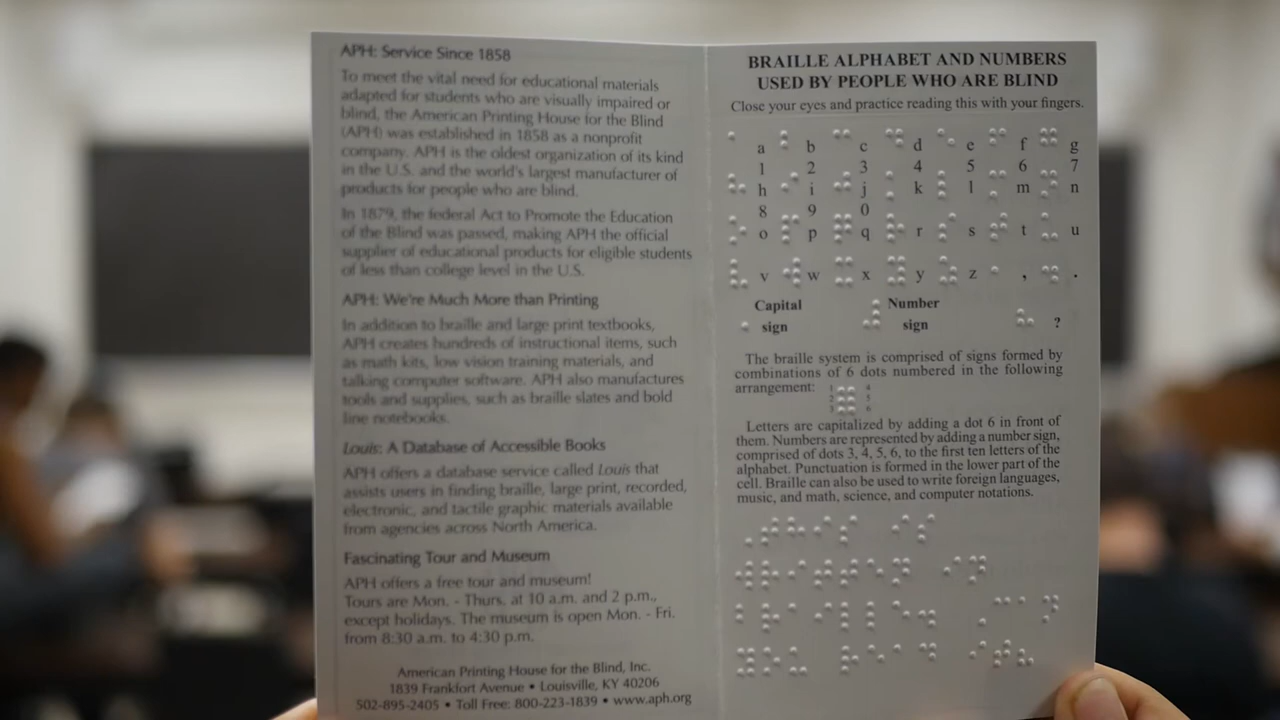 APH: Service Since 1858
To meet the vital need for educational materials
adapted for students who are visually impaired or
blind, the American Printing House for the Blind
(APH) was established in 1858 as a nonprofit
company. APH is the oldest organization of its kind
in the U.S. and the world's largest manufacturer of
products for people who are blind.
In 1879, the federal Act to Promote the Education
of the Blind was passed, making APH the official
supplier of educational products for eligible students
of less than college level in the U.S.
APH: We're Much More than Printing
In addition to braille and large print textbooks,
APH creates hundreds of instructional items, such
as math kits, low vision training materials, and
talking computer software. APH also manufactures
tools and supplies, such as braille slates and bold
line notebooks.
Louis: A Database of Accessible Books
APH offers a database service called Louis that
assists users in finding braille, large print, recorded,
electronic, and tactile graphic materials available
from agencies across North America.
Fascinating Tour and Museum
APH offers a free tour and museum!
Tours are Mon. - Thurs. at 10 a.m. and 2 p.m.,
except holidays. The museum is open Mon. - Fri.
from 8:30 a.m. to 4:30 p.m.
American Printing House for the Blind, Inc.
1839 Frankfort Avenue • Louisville, KY 40206
502-895-2405 • Toll Free: 800-223-1839 • www.aph.org
BRAILLE ALPHABET AND NUMBERS
USED BY PEOPLE WHO ARE BLIND
Close your eyes and practice reading this with your fingers.
a b c d e f g
1 2 3 4 5 6 7
h i j k l m n
8 9 0
o p q r s t u
v w x y z , .
Capital Number
sign sign ?
The braille system is comprised of signs formed by
combinations of 6 dots numbered in the following
arrangement: 1 4
2 5
3 6
Letters are capitalized by adding a dot 6 in front of
them. Numbers are represented by adding a number sign,
comprised of dots 3, 4, 5, 6, to the first ten letters of the
alphabet. Punctuation is formed in the lower part of the
cell. Braille can also be used to write foreign languages,
music, and math, science, and computer notations.